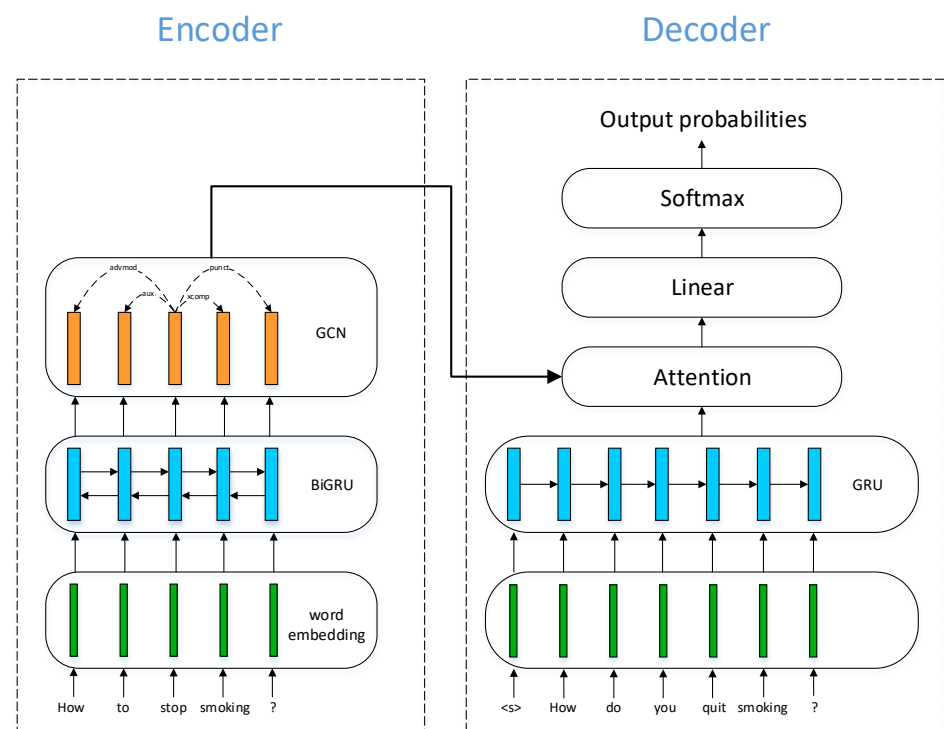 Encoder
Decoder
Output probabilities
Softmax
Linear
Attention
advmod
punct
aux
xcomp
GCN
BiGRU
GRU
word
embedding
How to stop smoking ?
<s> How do you quit smoking ?